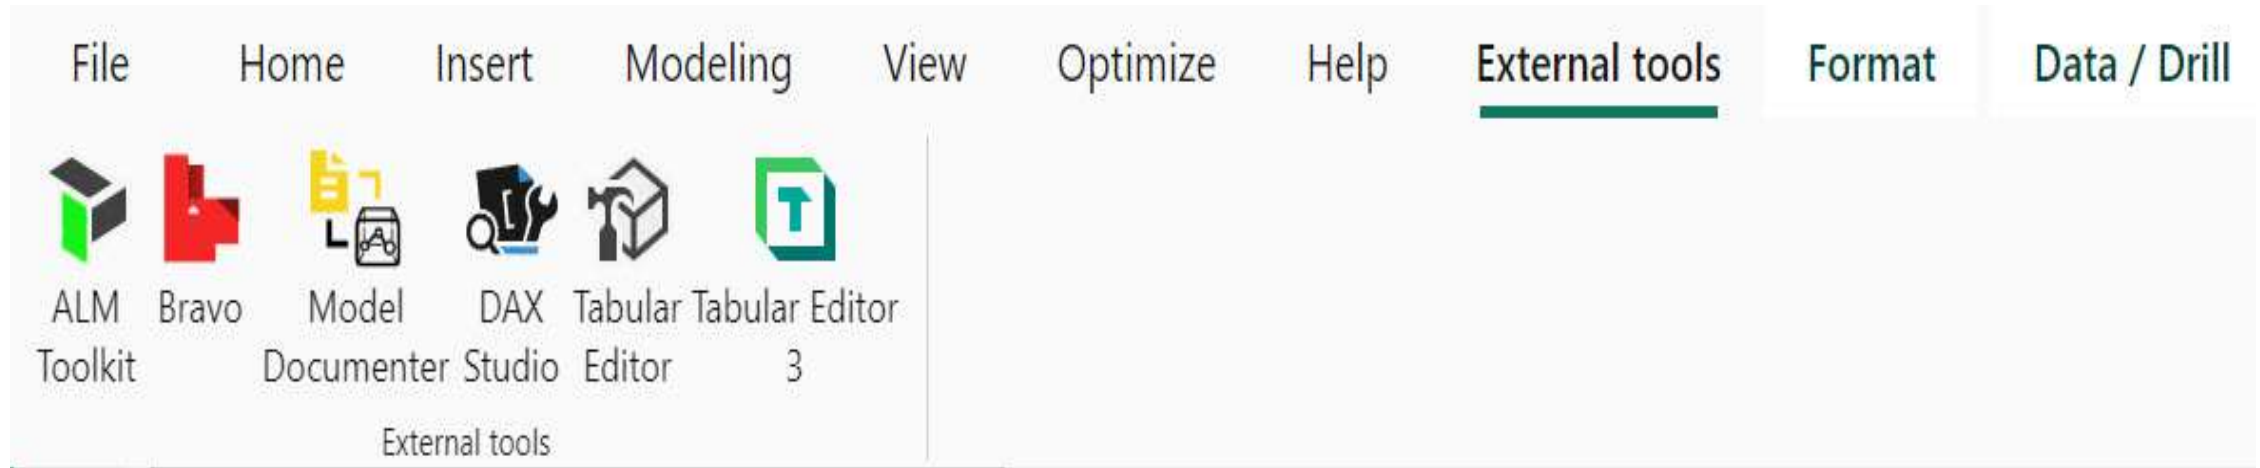 File Home Insert Modeling View Optimize Help External tools Format Data / Drill
ALM Bravo Model DAX Tabular Tabular Editor
Toolkit Documenter Studio Editor 3
External tools